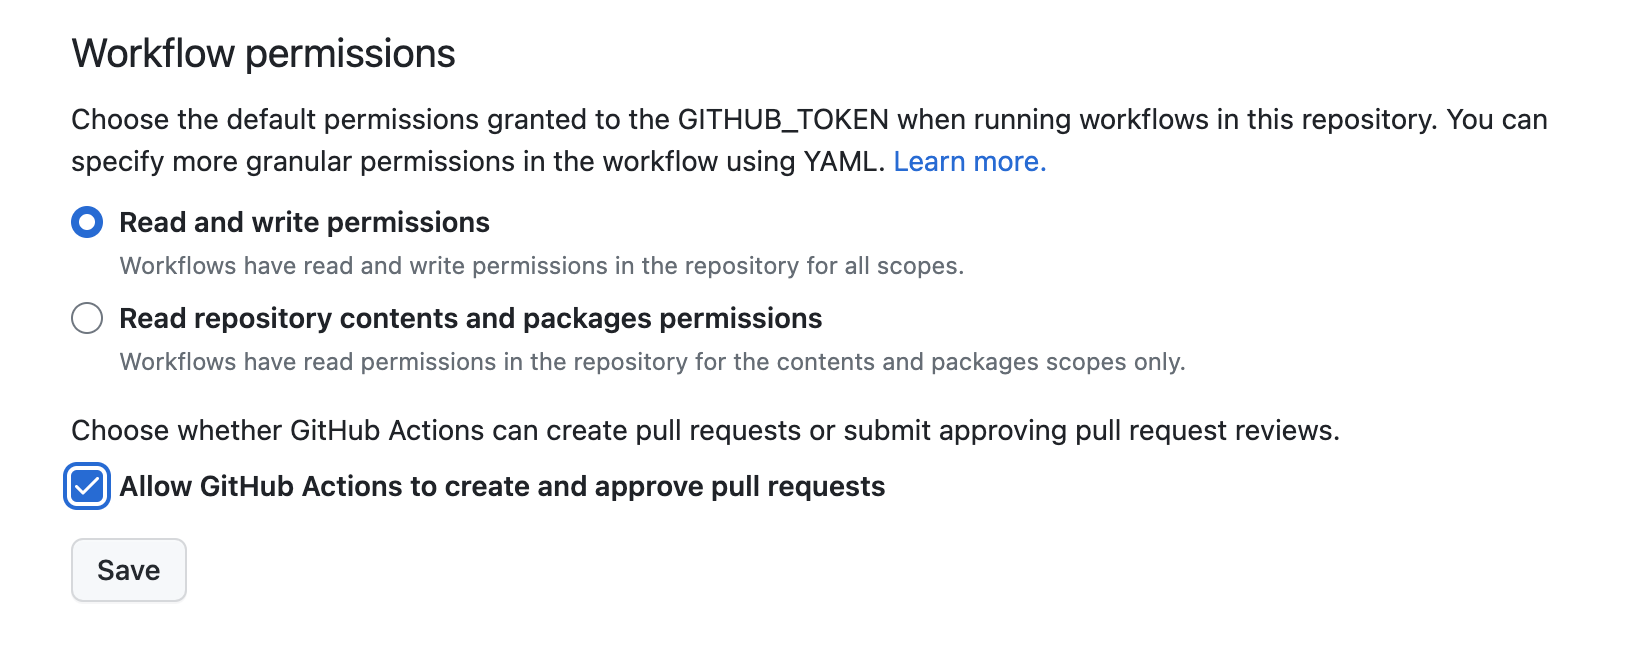 Workflow permissions
Choose the default permissions granted to the GITHUB_TOKEN when running workflows in this repository. You can
specify more granular permissions in the workflow using YAML. Learn more.
Read and write permissions
Workflows have read and write permissions in the repository for all scopes.
Read repository contents and packages permissions
Workflows have read permissions in the repository for the contents and packages scopes only.
Choose whether GitHub Actions can create pull requests or submit approving pull request reviews.
Allow GitHub Actions to create and approve pull requests
Save